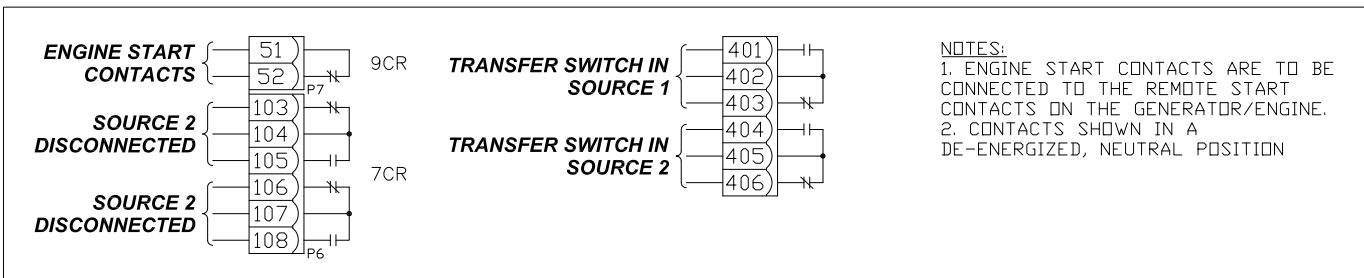 ENGINE START
CONTACTS
51
52
9CR
P7
SOURCE 2
DISCONNECTED
103
104
105
7CR
SOURCE 2
DISCONNECTED
106
107
108
P6
TRANSFER SWITCH IN
SOURCE 1
401
402
403
TRANSFER SWITCH IN
SOURCE 2
404
405
406
NOTES:
1. ENGINE START CONTACTS ARE TO BE
CONNECTED TO THE REMOTE START
CONTACTS ON THE GENERATOR/ENGINE.
2. CONTACTS SHOWN IN A
DE-ENERGIZED, NEUTRAL POSITION